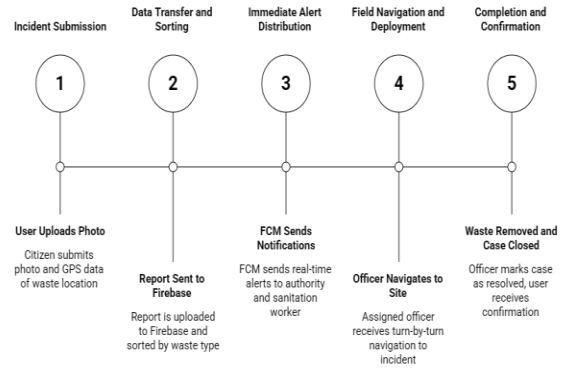 Incident Submission
Data Transfer and
Sorting
Immediate Alert
Distribution
Field Navigation and
Deployment
Completion and
Confirmation
1
2
3
4
5
User Uploads Photo
Citizen submits
photo and GPS data
of waste location
Report Sent to
Firebase
Report is uploaded
to Firebase and
sorted by waste type
FCM Sends
Notifications
FCM sends real-time
alerts to authority
and sanitation
worker
Officer Navigates to
Site
Assigned officer
receives turn-by-turn
navigation to
incident
Waste Removed and
Case Closed
Officer marks case
as resolved, user
receives
confirmation